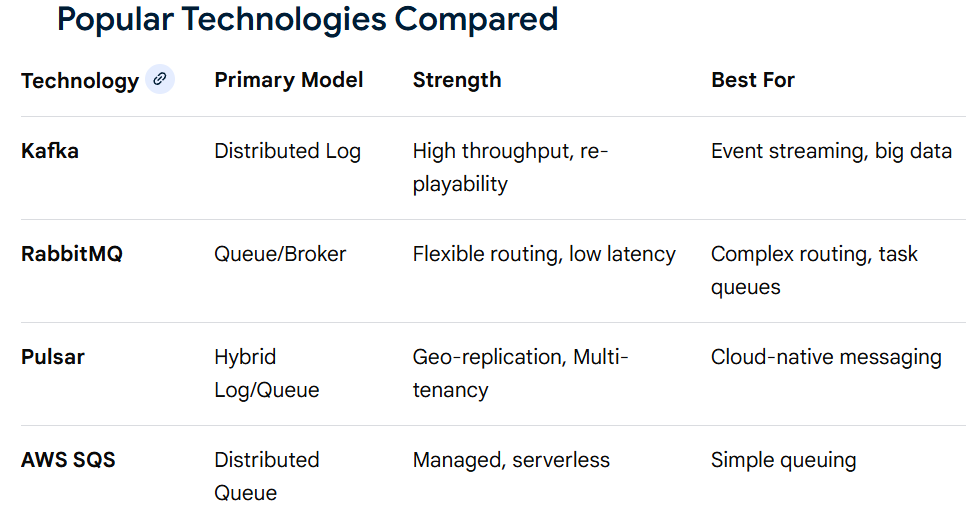 Popular Technologies Compared
Technology Primary Model Strength Best For
Kafka Distributed Log High throughput, re- Event streaming, big data
playability
RabbitMQ Queue/Broker Flexible routing, low latency Complex routing, task
queues
Pulsar Hybrid Geo-replication, Multi- Cloud-native messaging
Log/Queue tenancy
AWS SQS Distributed Managed, serverless Simple queuing
Queue